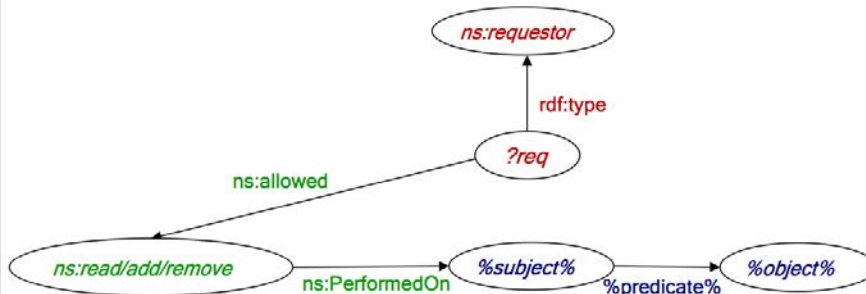 ns:requestor
rdf:type
?req
ns:allowed
ns:read/add/remove
ns:PerformedOn
%subject%
%predicate%
%object%